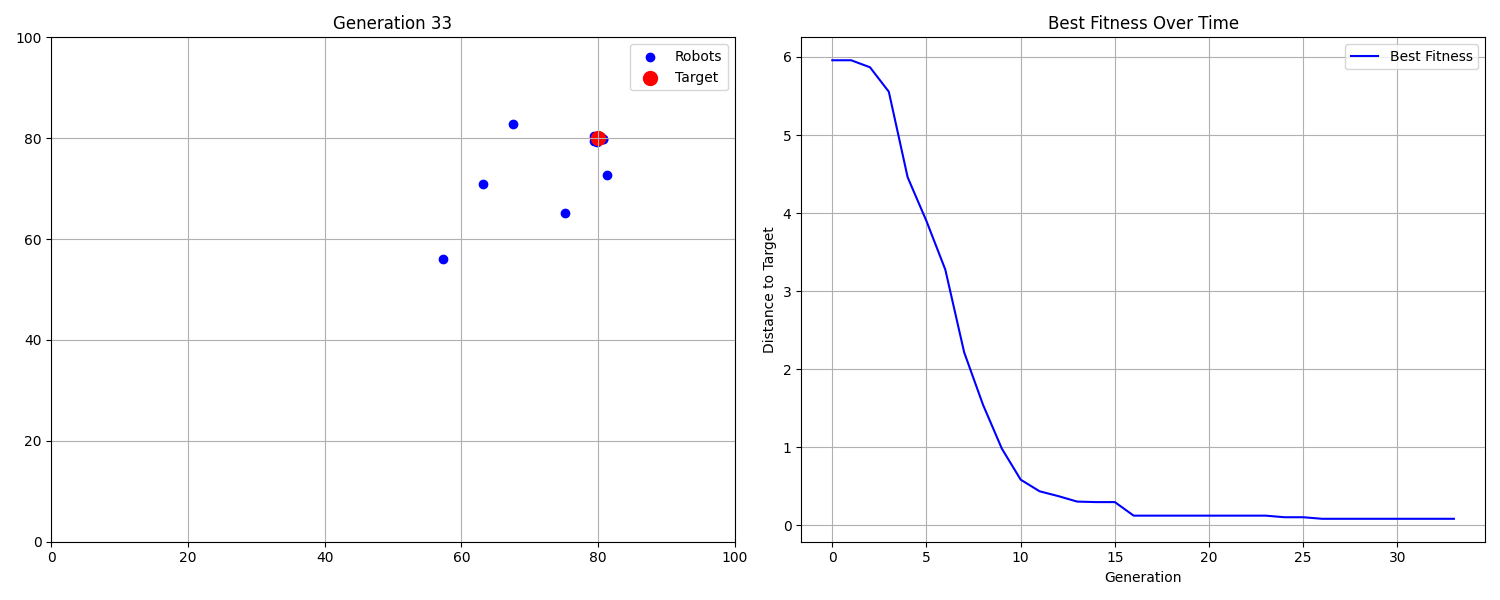 Generation 33
100
80
60
40
20
0
0 20 40 60 80 100
Robots
Target
Best Fitness Over Time
Distance to Target
6
5
4
3
2
1
0
0 5 10 15 20 25 30
Generation
Best Fitness